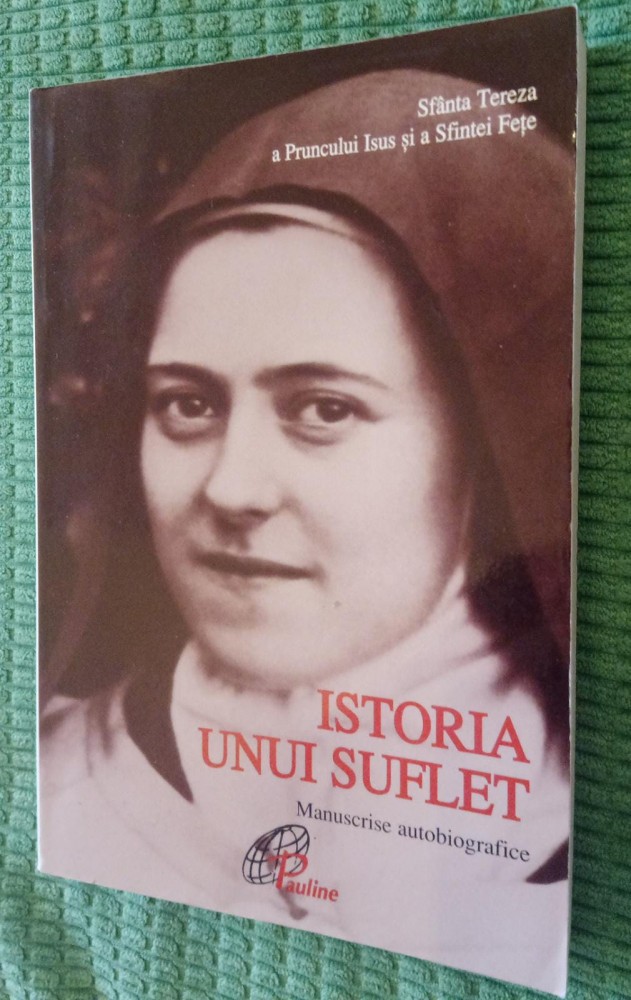 Sfânta Tereza
a Pruncului Isus și a Sfintei Fețe
ISTORIA
UNUI SUFLET
Manuscrise autobiografice
Pauline